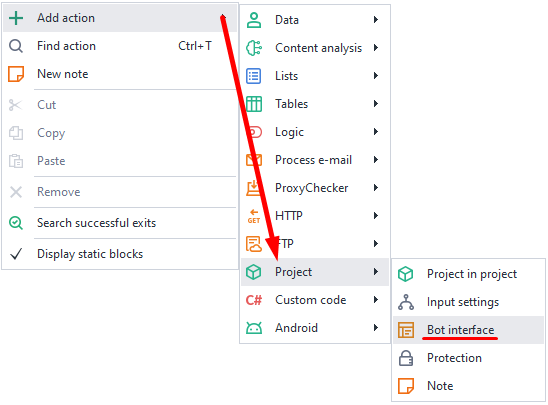 Add action
Find action Ctrl+T
New note
Cut
Copy
Paste
Remove
Search successful exits
Display static blocks
Data
Content analysis
Lists
Tables
Logic
Process e-mail
ProxyChecker
GET HTTP
FTP
Project
C# Custom code
Android
Project in project
Input settings
Bot interface
Protection
Note